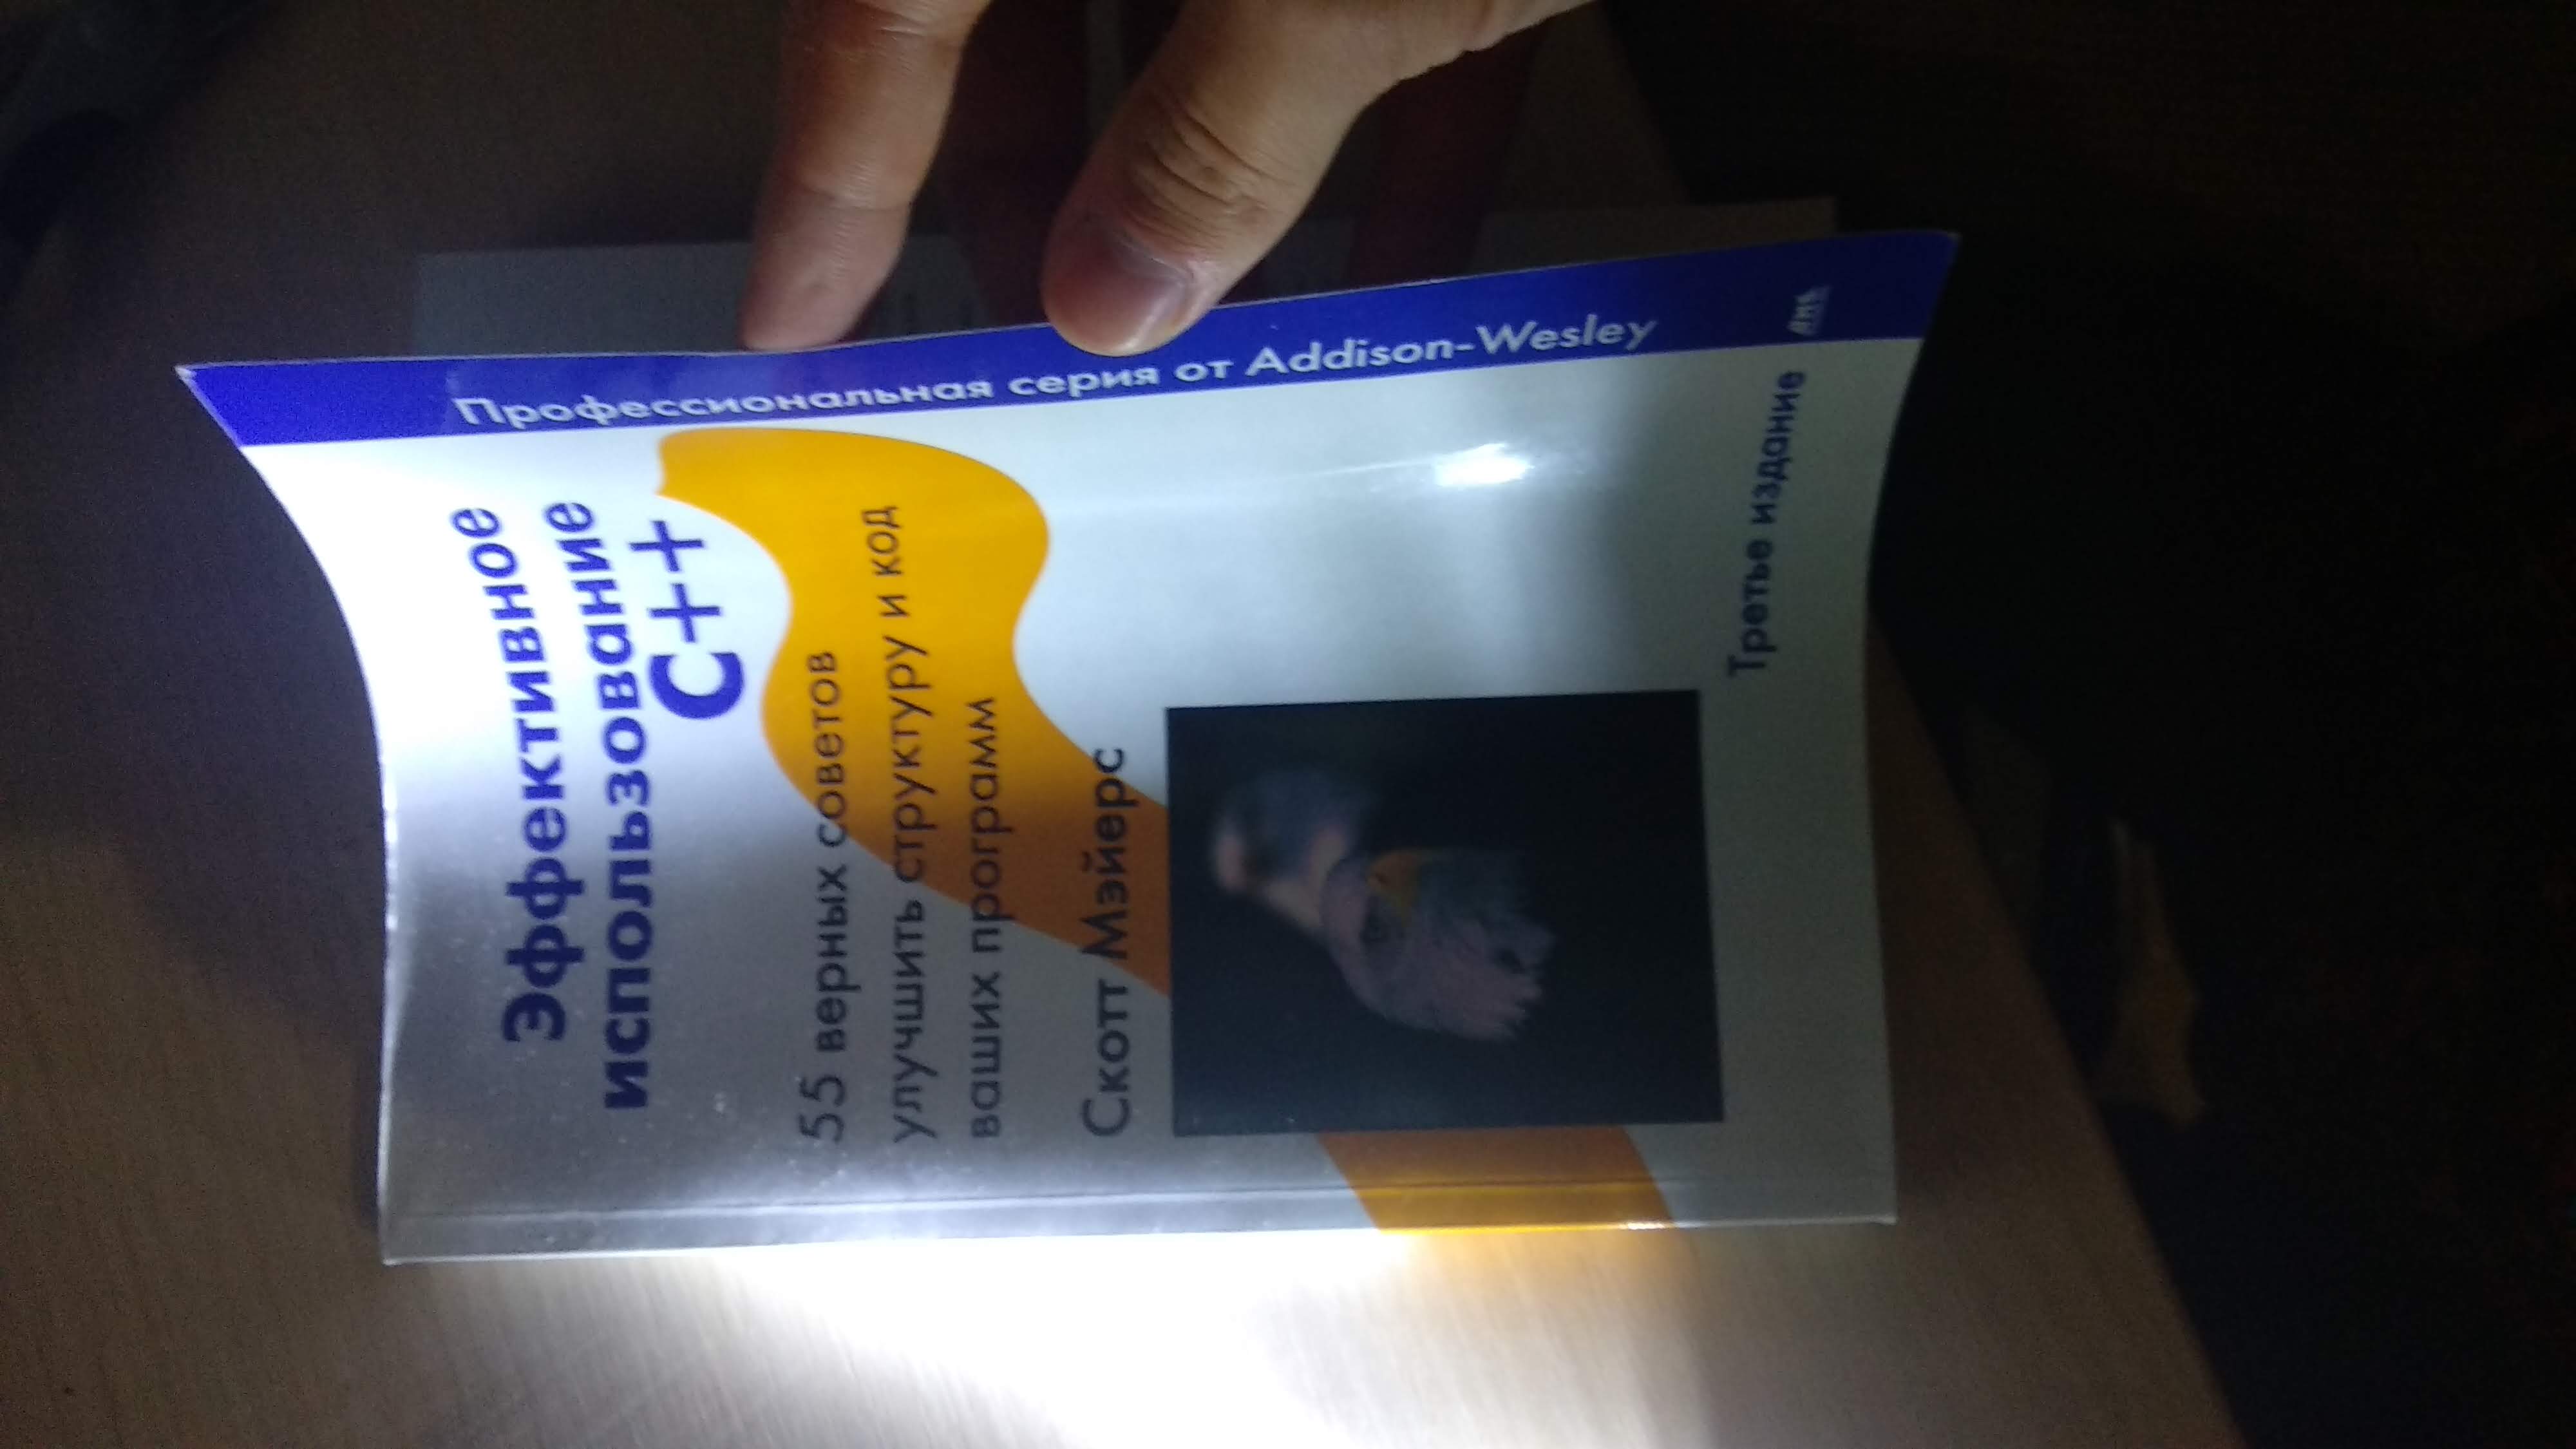 Профессиональная серия от Addison-Wesley
Эффективное
использование
C++
55 верных советов
улучшить структуру и код
ваших программ
Скотт Мэйерс
Третье издание